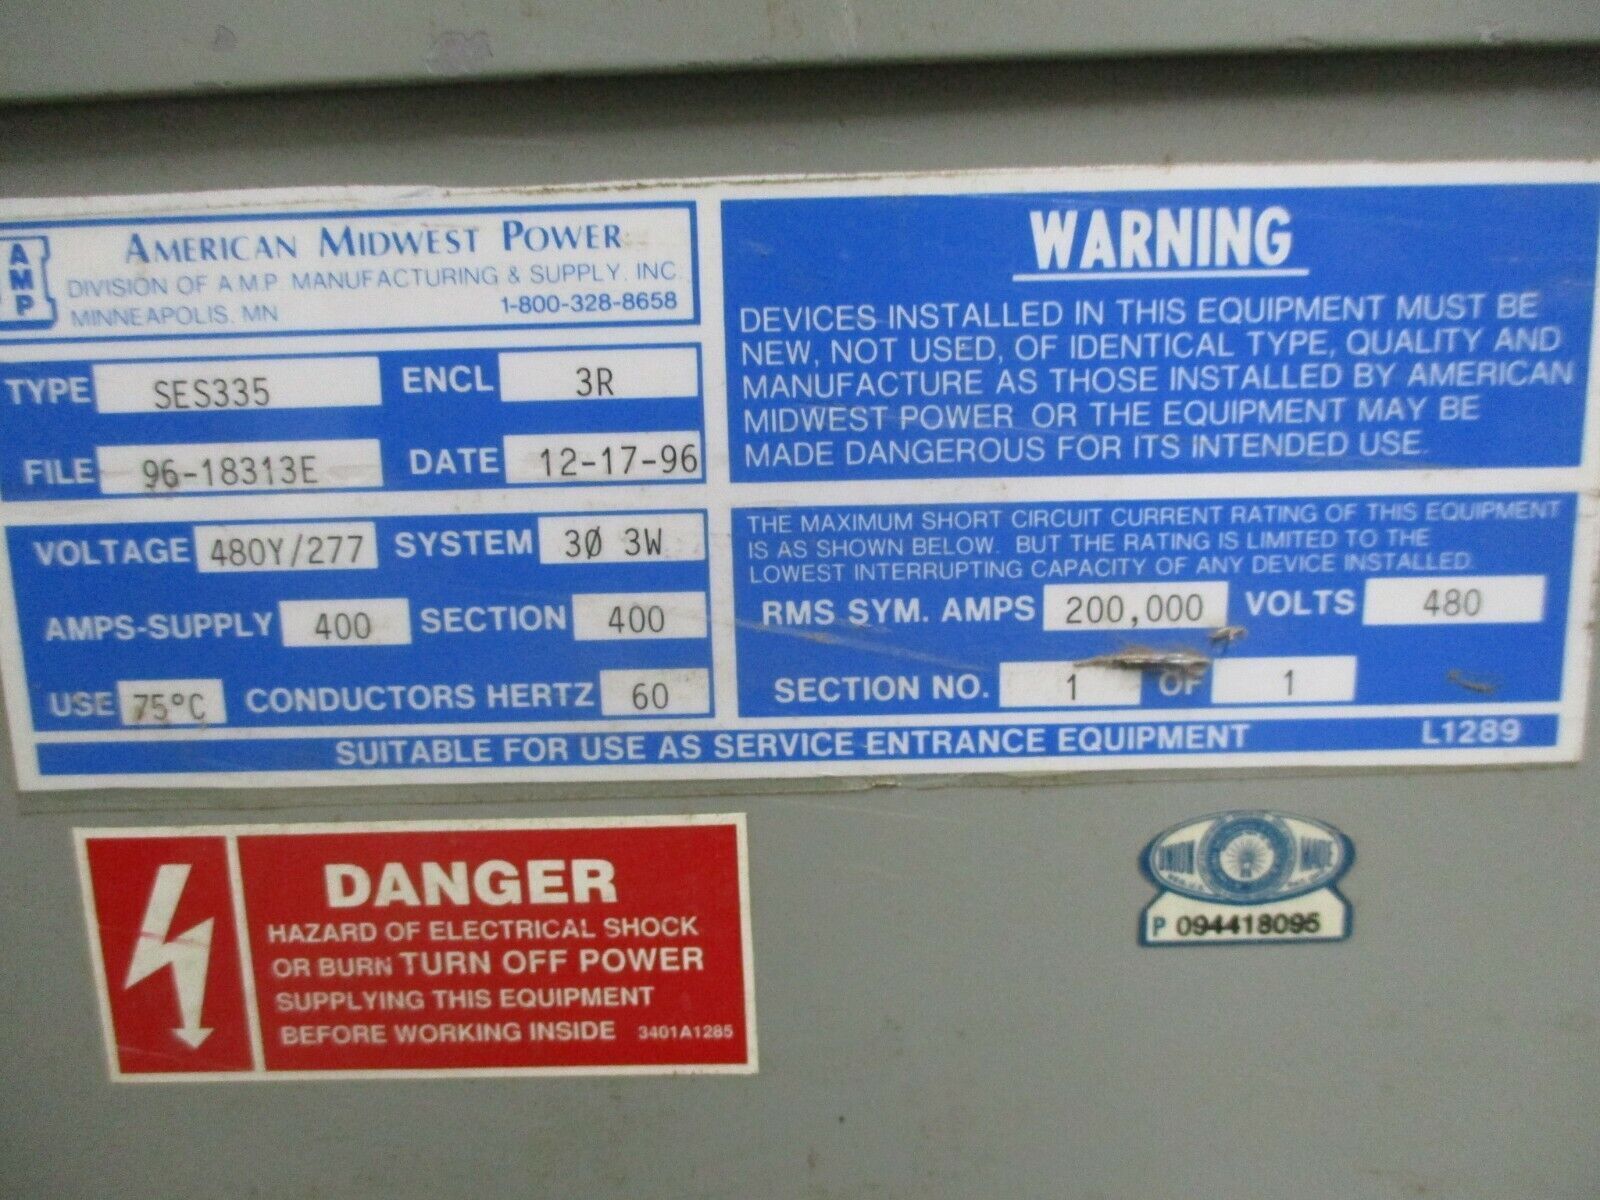 AMP
AMERICAN MIDWEST POWER
DIVISION OF A.M.P. MANUFACTURING & SUPPLY, INC.
MINNEAPOLIS, MN 1-800-328-8658
TYPE SES335 ENCL 3R
FILE 96-18313E DATE 12-17-96
VOLTAGE 480Y/277 SYSTEM 3Ø 3W
AMPS-SUPPLY 400 SECTION 400
USE 75°C CONDUCTORS HERTZ 60
WARNING
DEVICES INSTALLED IN THIS EQUIPMENT MUST BE
NEW, NOT USED, OF IDENTICAL TYPE, QUALITY AND
MANUFACTURE AS THOSE INSTALLED BY AMERICAN
MIDWEST POWER OR THE EQUIPMENT MAY BE
MADE DANGEROUS FOR ITS INTENDED USE.
THE MAXIMUM SHORT CIRCUIT CURRENT RATING OF THIS EQUIPMENT
IS AS SHOWN BELOW. BUT THE RATING IS LIMITED TO THE
LOWEST INTERRUPTING CAPACITY OF ANY DEVICE INSTALLED.
RMS SYM. AMPS 200,000 VOLTS 480
SECTION NO. 1 OF 1
SUITABLE FOR USE AS SERVICE ENTRANCE EQUIPMENT L1289
DANGER
HAZARD OF ELECTRICAL SHOCK
OR BURN TURN OFF POWER
SUPPLYING THIS EQUIPMENT
BEFORE WORKING INSIDE 3401A1285
UNION MADE
P 094418095